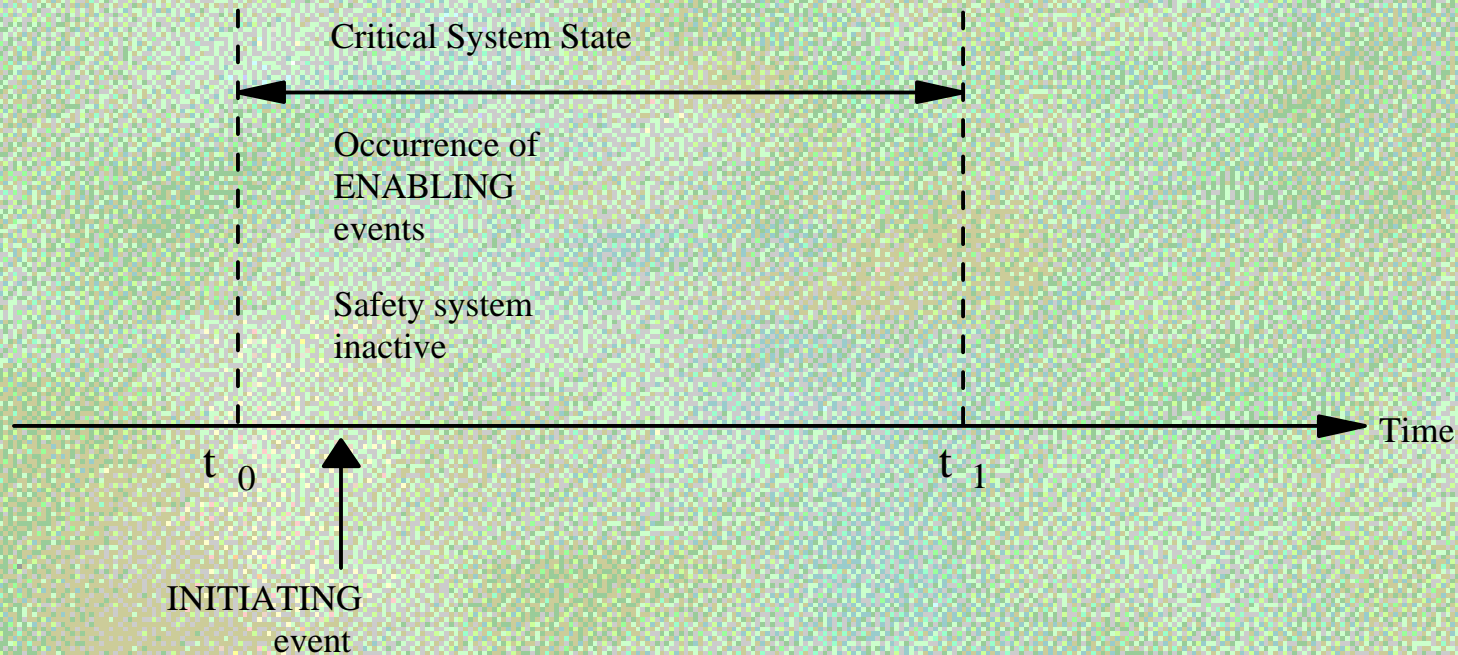 Critical System State
Occurrence of
ENABLING
events
Safety system
inactive
Time
t 0
t 1
INITIATING
event